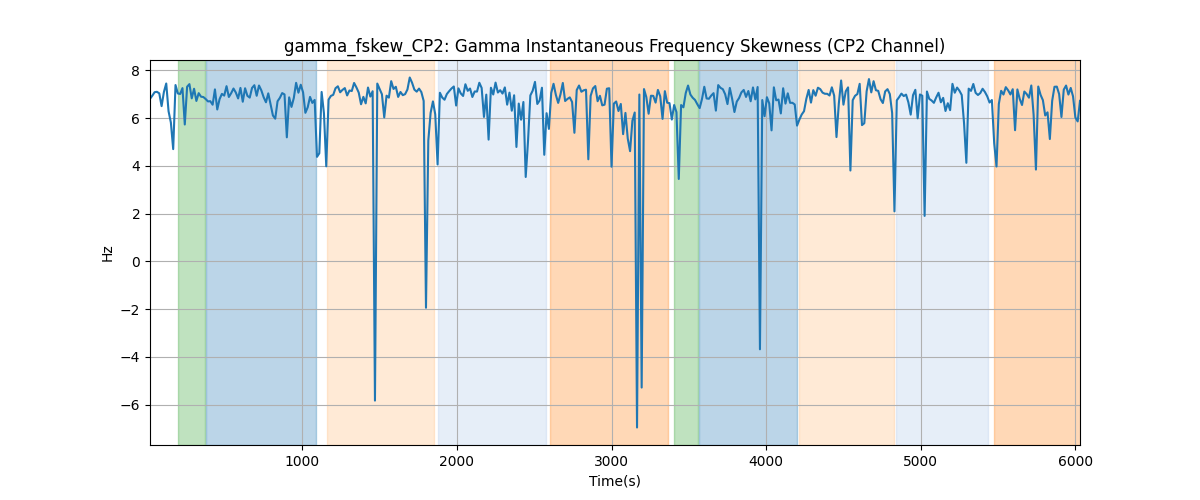 gamma_fskew_CP2: Gamma Instantaneous Frequency Skewness (CP2 Channel)
8
6
4
2
0
−2
−4
−6
Hz
1000 2000 3000 4000 5000 6000
Time(s)